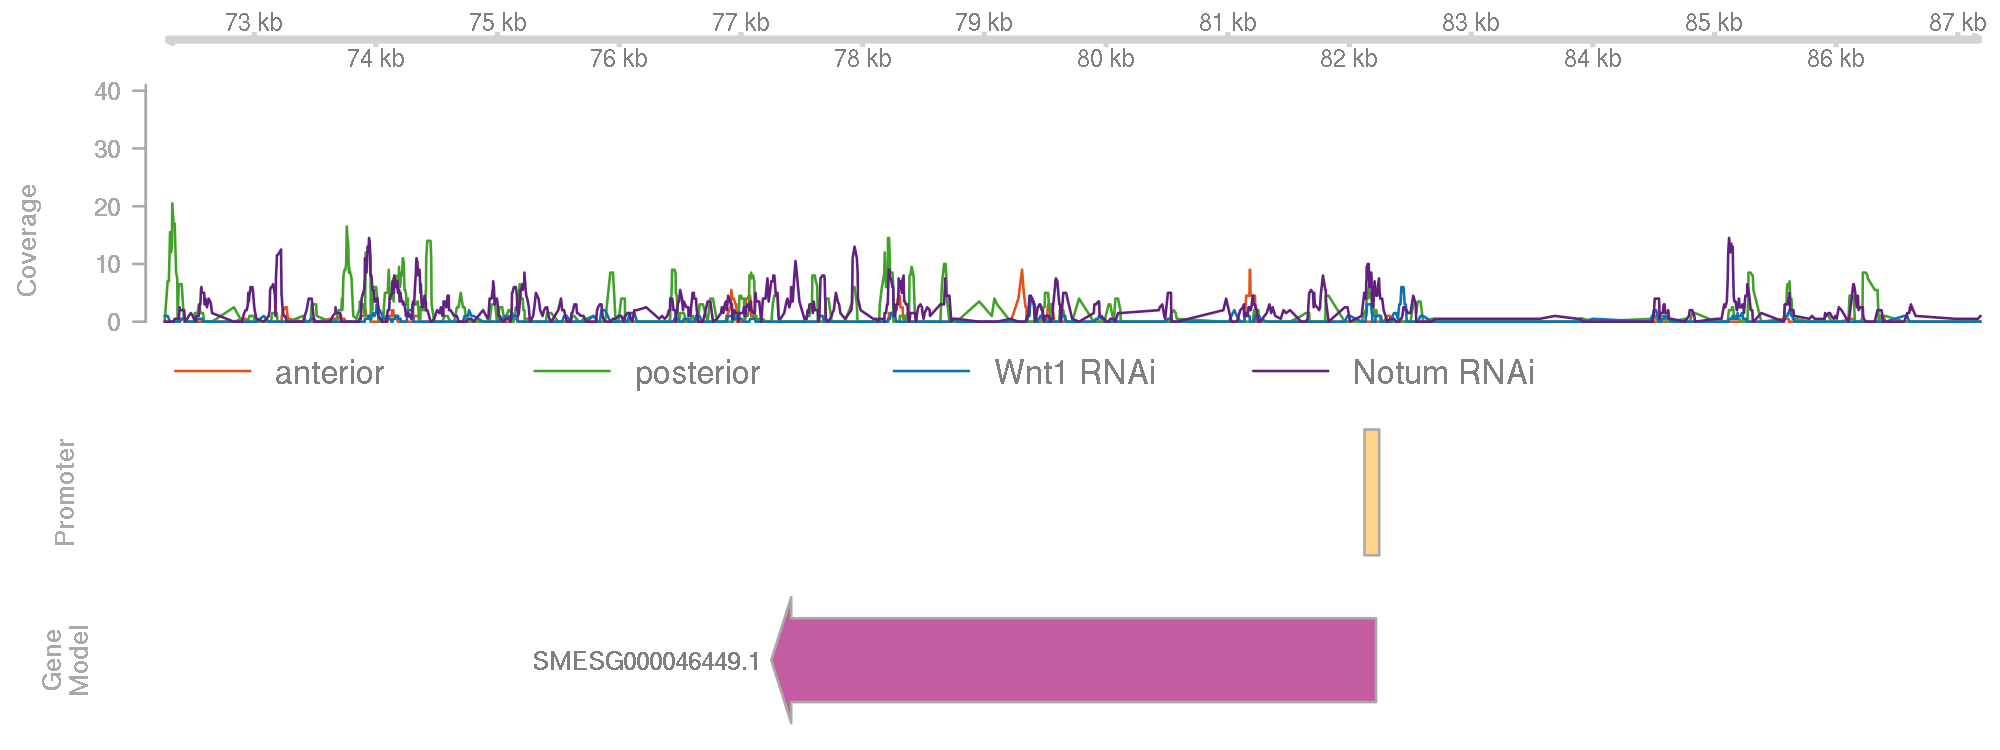 73 kb 75 kb 77 kb 79 kb 81 kb 83 kb 85 kb 87 kb
74 kb 76 kb 78 kb 80 kb 82 kb 84 kb 86 kb
40
30
20
10
0
Coverage
anterior posterior Wnt1 RNAi Notum RNAi
Promoter
Gene
Model
SMESG000046449.1